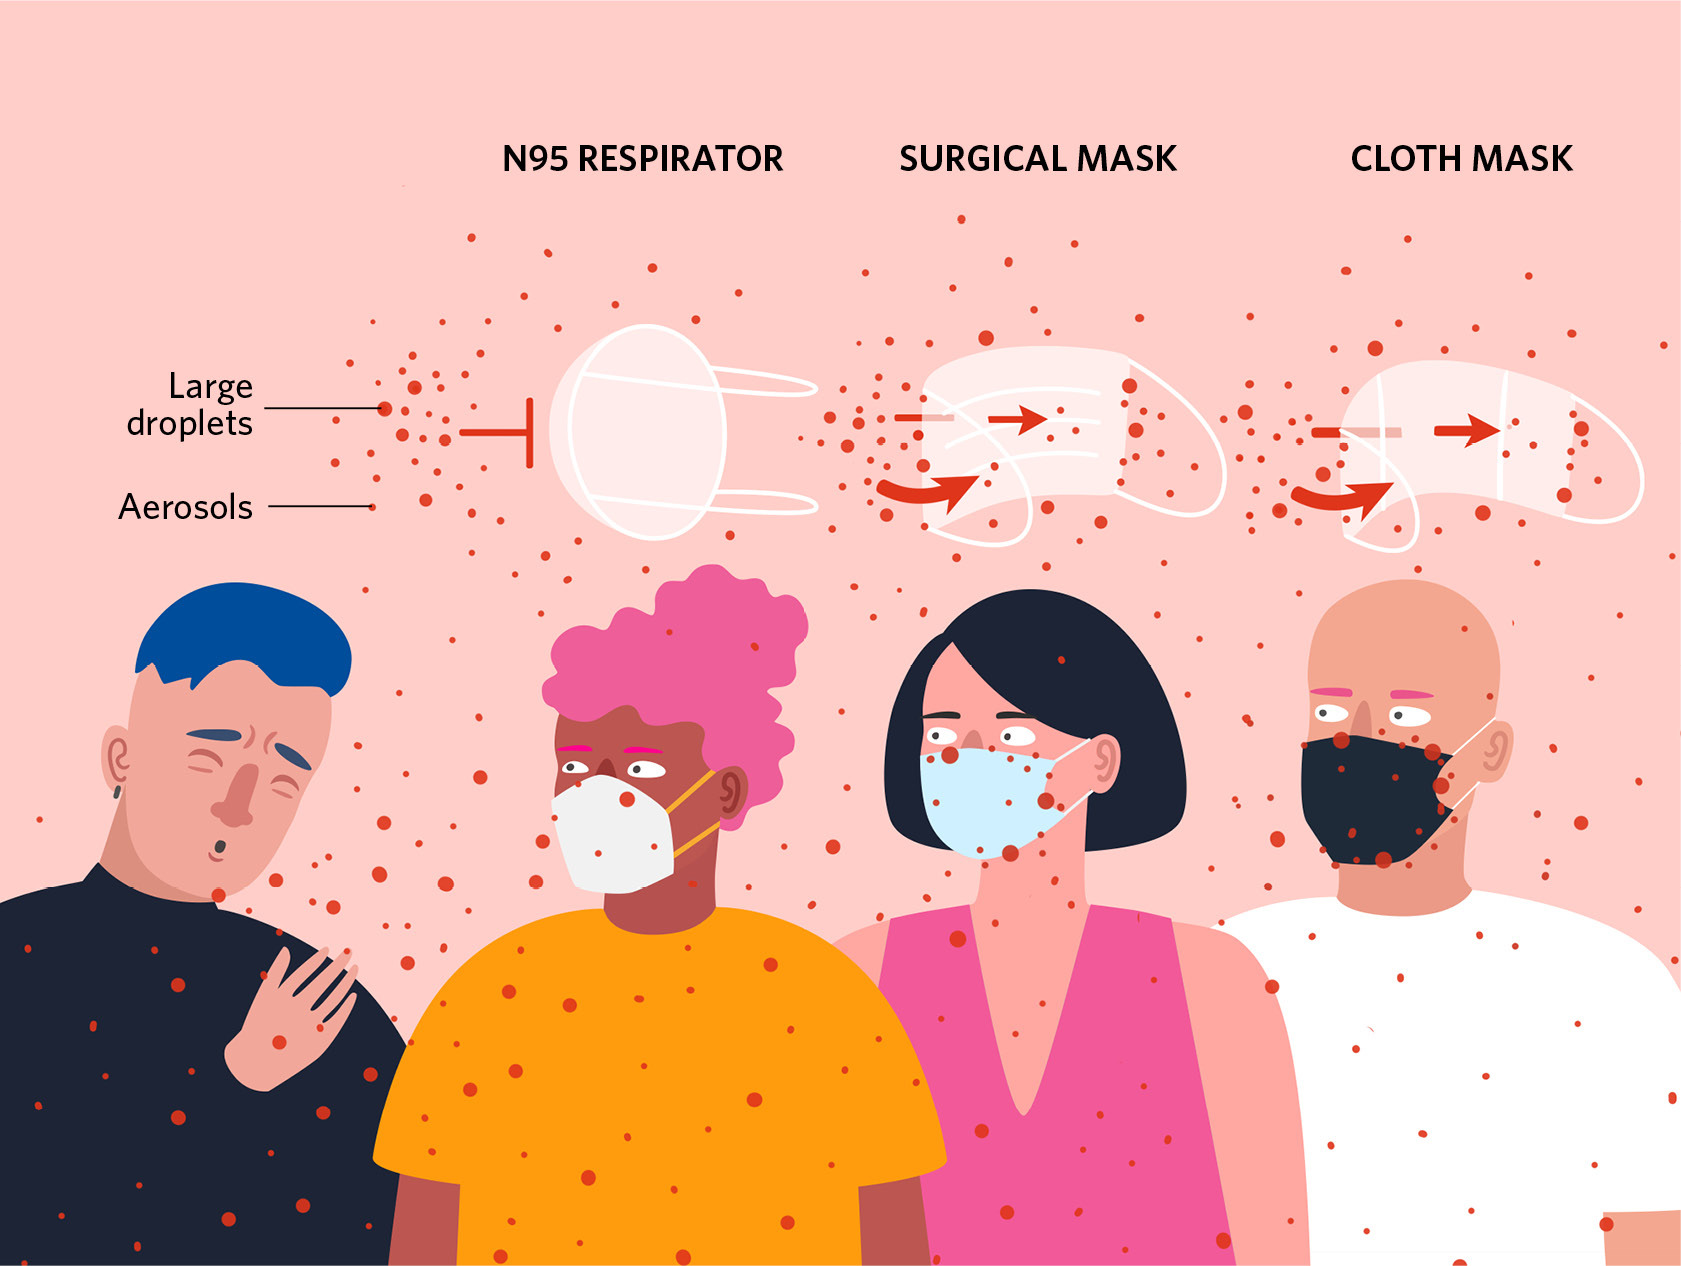 N95 RESPIRATOR
SURGICAL MASK
CLOTH MASK
Large
droplets
Aerosols